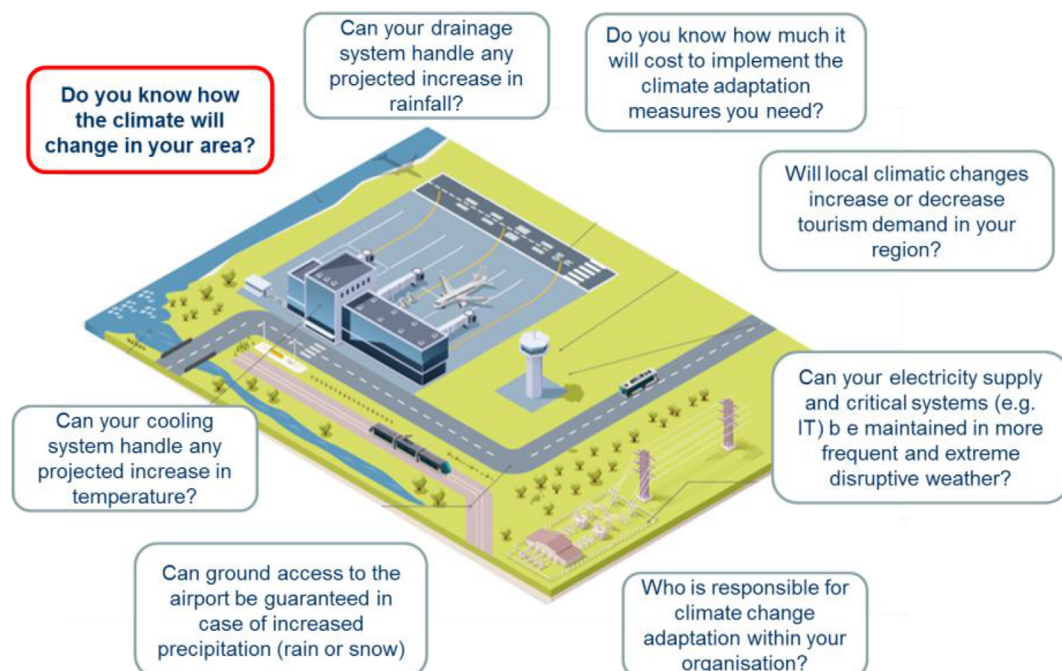 Can your drainage
system handle any
projected increase in
rainfall?
Do you know how much it
will cost to implement the
climate adaptation
measures you need?
Do you know how
the climate will
change in your area?
Will local climatic changes
increase or decrease
tourism demand in your
region?
Can your electricity supply
and critical systems (e.g.
IT) b e maintained in more
frequent and extreme
disruptive weather?
Can your cooling
system handle any
projected increase in
temperature?
Can ground access to the
airport be guaranteed in
case of increased
precipitation (rain or snow)
Who is responsible for
climate change
adaptation within your
organisation?